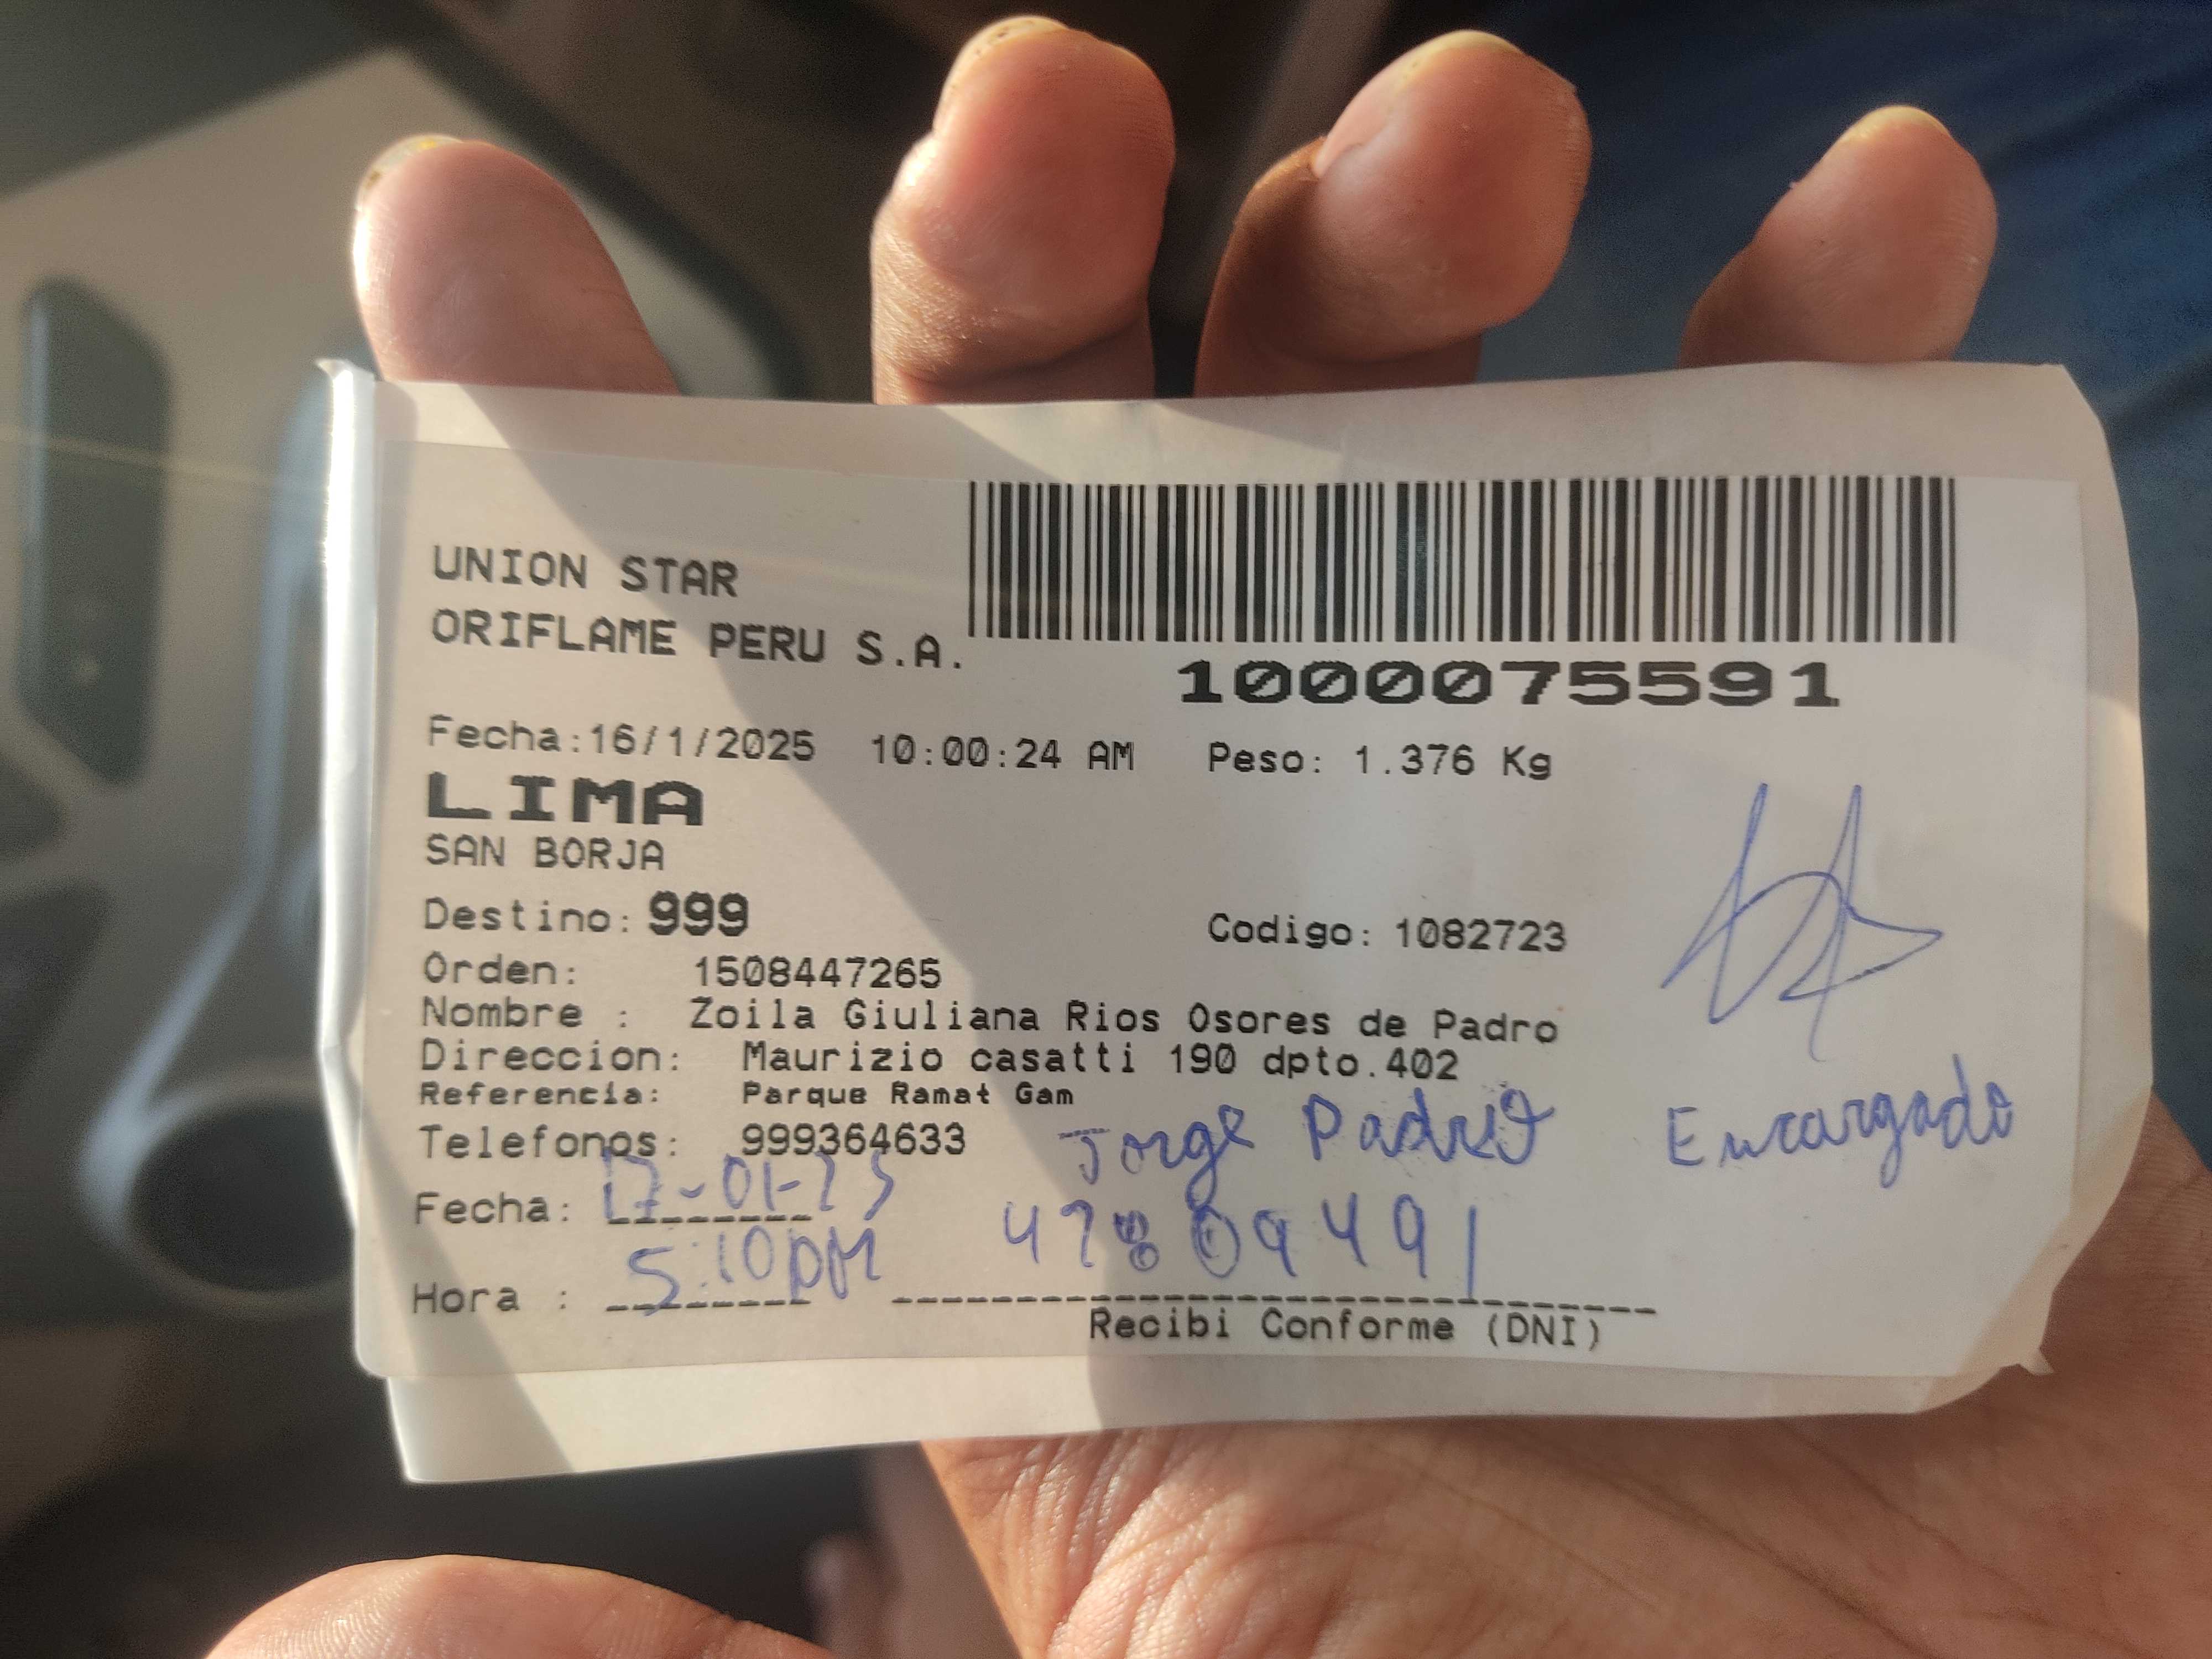 UNION STAR
ORIFLAME PERU S.A.
1000075591
Fecha:16/1/2025 10:00:24 AM Peso: 1.376 Kg
LIMA
SAN BORJA
Destino: 999 Codigo: 1082723
Orden: 1508447265
Nombre : Zoila Giuliana Rios Osores de Padro
Direccion: Maurizio casatti 190 dpto.402
Referencia: Parque Ramat Gam
Telefonos: 999364633 Jorge Encargado
Fecha: 17-01-25
Hora : 5:10 PM
Recibi Conforme (DNI)